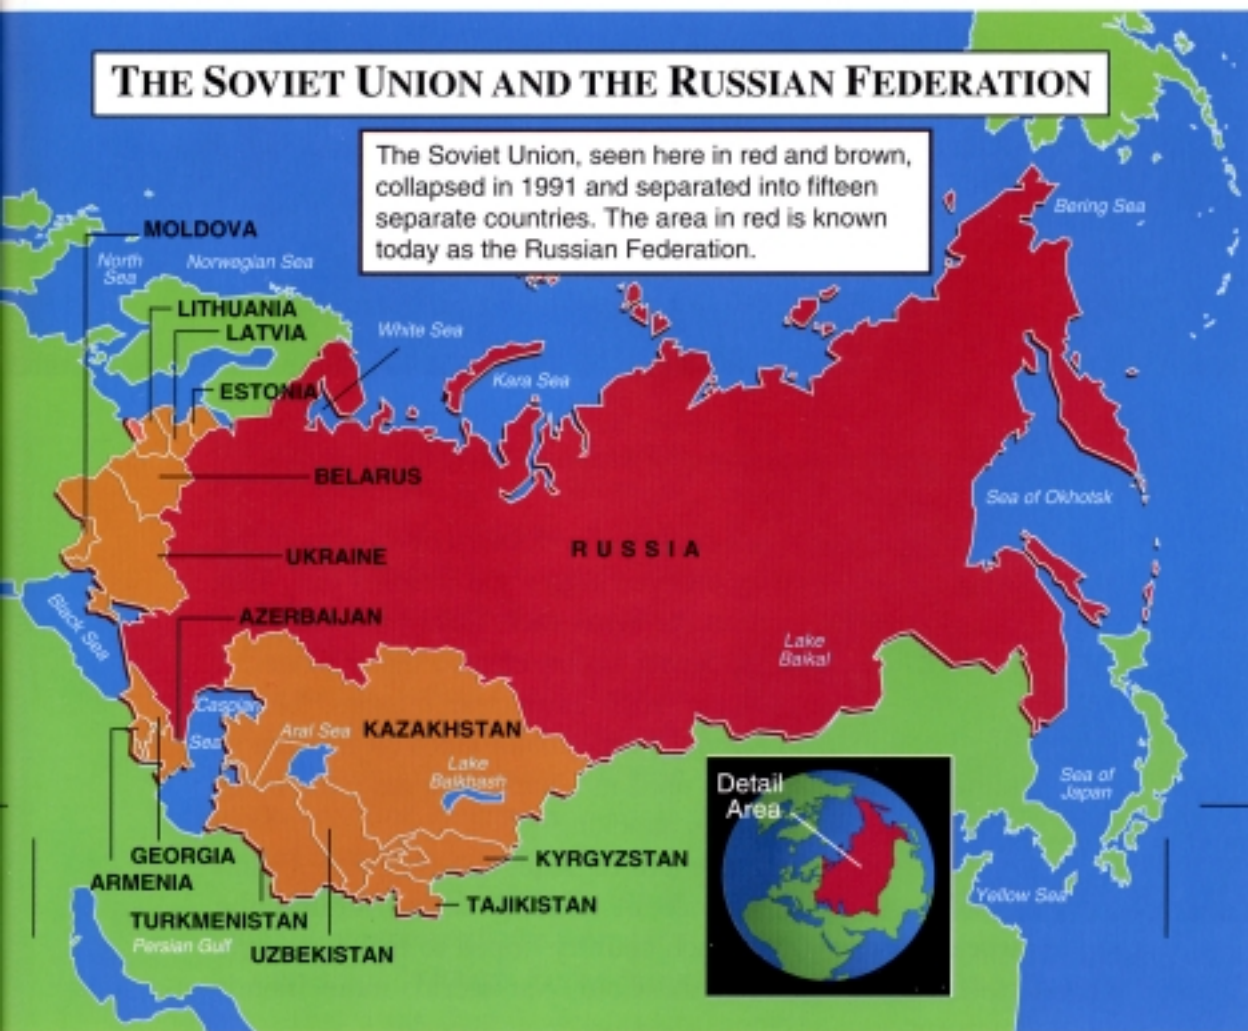 THE SOVIET UNION AND THE RUSSIAN FEDERATION
The Soviet Union, seen here in red and brown,
collapsed in 1991 and separated into fifteen
separate countries. The area in red is known
today as the Russian Federation.
Bering Sea
MOLDOVA
North
Sea
Norwegian Sea
LITHUANIA
LATVIA
White Sea
Kara Sea
ESTONIA
BELARUS
Sea of Okhotsk
RUSSIA
UKRAINE
Black Sea
AZERBAIJAN
Lake
Baikal
Caspian
Sea
Aral Sea
KAZAKHSTAN
Lake
Balkhash
Detail
Area
Sea of
Japan
GEORGIA
KYRGYZSTAN
ARMENIA
Yellow Sea
TAJIKISTAN
TURKMENISTAN
Persian Gulf
UZBEKISTAN